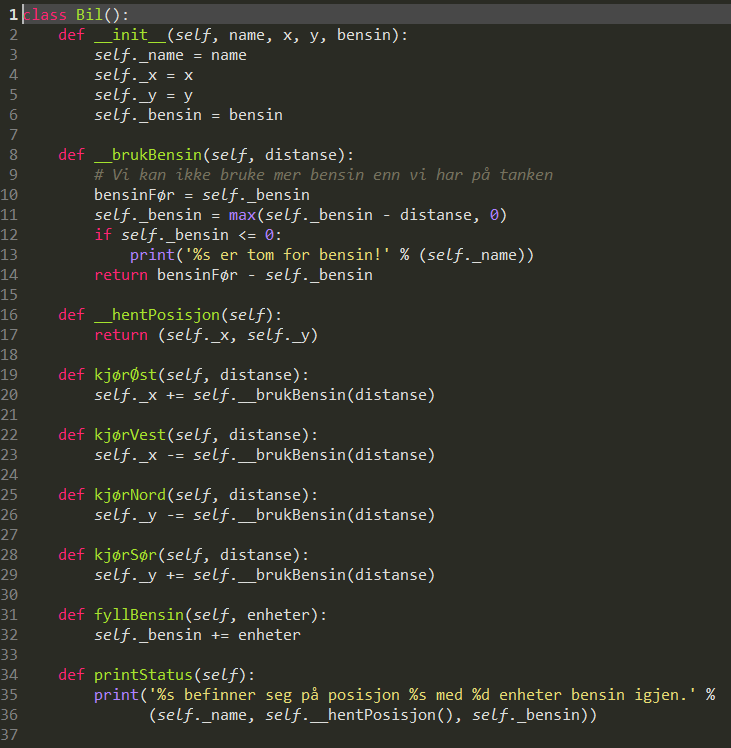 1 class Bil():
2     def __init__(self, name, x, y, bensin):
3         self._name = name
4         self._x = x
5         self._y = y
6         self._bensin = bensin
7
8     def __brukBensin(self, distanse):
9         # Vi kan ikke bruke mer bensin enn vi har på tanken
10         bensinFør = self._bensin
11         self._bensin = max(self._bensin - distanse, 0)
12         if self._bensin <= 0:
13             print('%s er tom for bensin!' % (self._name))
14         return bensinFør - self._bensin
15
16     def __hentPosisjon(self):
17         return (self._x, self._y)
18
19     def kjørØst(self, distanse):
20         self._x += self.__brukBensin(distanse)
21
22     def kjørVest(self, distanse):
23         self._x -= self.__brukBensin(distanse)
24
25     def kjørNord(self, distanse):
26         self._y -= self.__brukBensin(distanse)
27
28     def kjørSør(self, distanse):
29         self._y += self.__brukBensin(distanse)
30
31     def fyllBensin(self, enheter):
32         self._bensin += enheter
33
34     def printStatus(self):
35         print('%s befinner seg på posisjon %s med %d enheter bensin igjen.' %
36               (self._name, self.__hentPosisjon(), self._bensin))
37